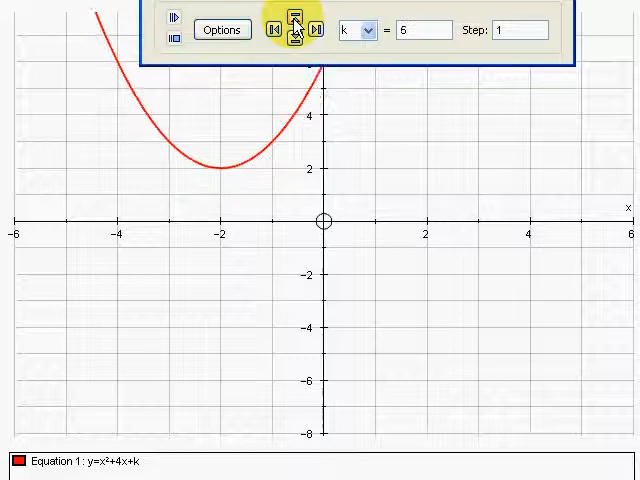 Options
k
= 6
Step: 1
4
2
x
-6
-4
-2
2
4
6
-2
-4
-6
-8
Equation 1: y=x²+4x+k